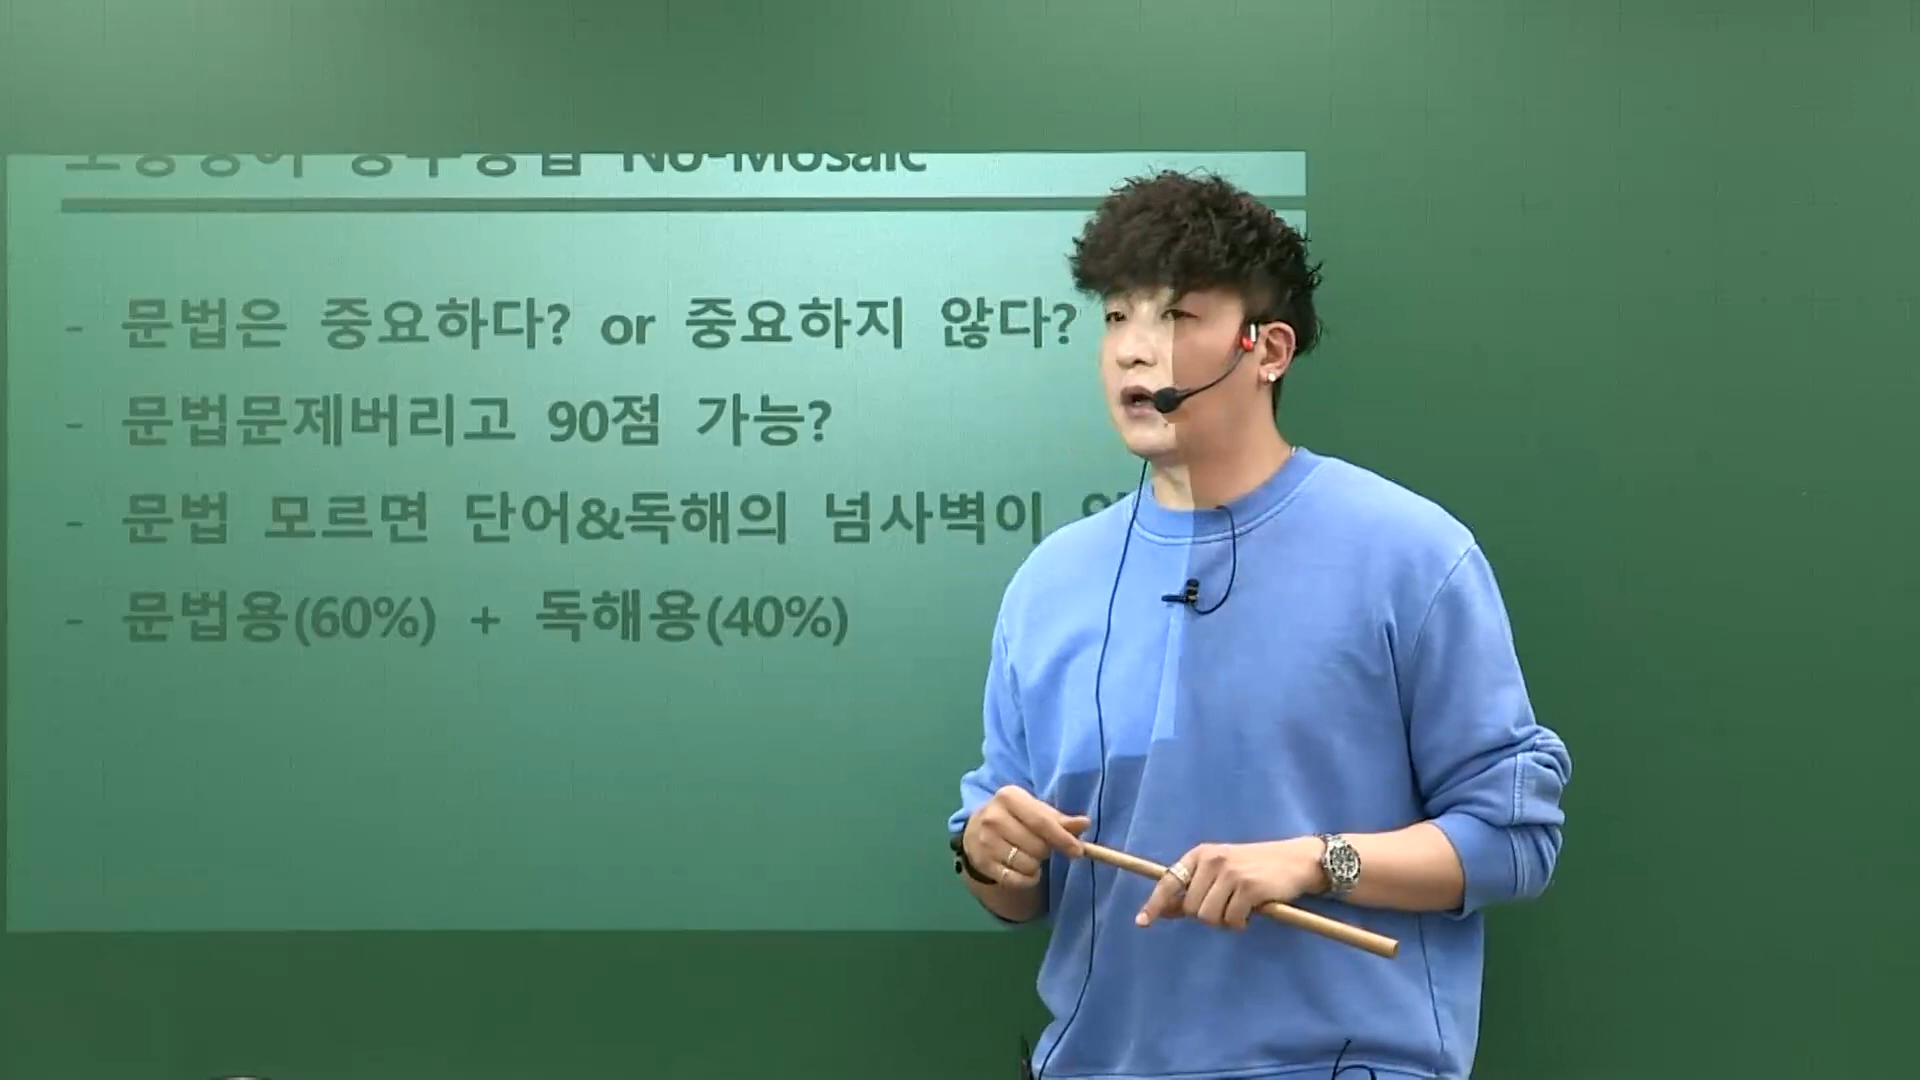 No-Mosaic
- 문법은 중요하다? or 중요하지 않다?
- 문법문제버리고 90점 가능?
- 문법 모르면 단어&독해의 넘사벽이
- 문법용(60%) + 독해용(40%)